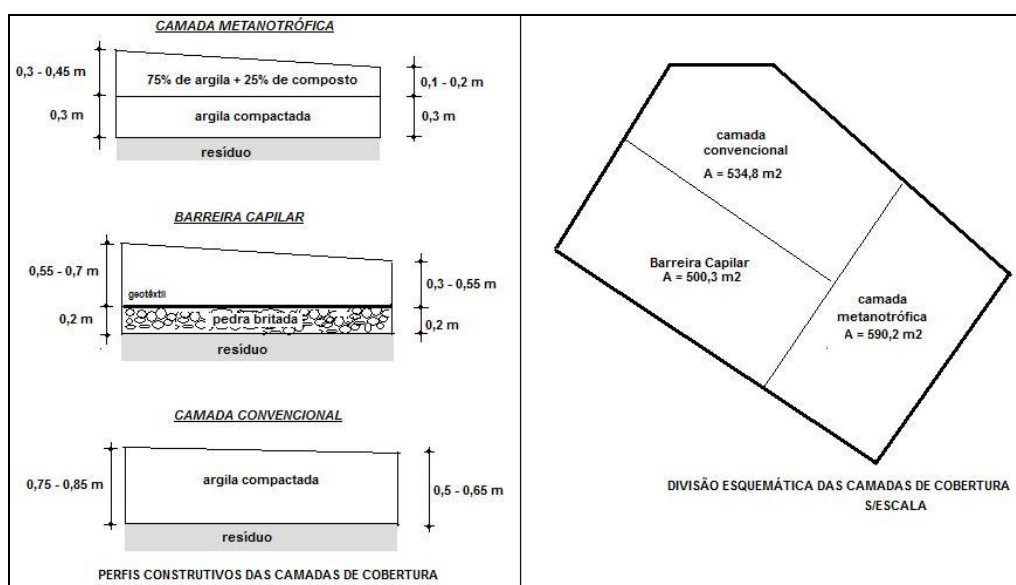 CAMADA METANOTRÓFICA
0,3 - 0,45 m
75% de argila + 25% de composto
0,1 - 0,2 m
0,3 m
argila compactada
0,3 m
resíduo
BARREIRA CAPILAR
0,55 - 0,7 m
0,3 - 0,55 m
geotêxtil
0,2 m
pedra britada
0,2 m
resíduo
CAMADA CONVENCIONAL
0,75 - 0,85 m
argila compactada
0,5 - 0,65 m
resíduo
PERFIS CONSTRUTIVOS DAS CAMADAS DE COBERTURA
camada
convencional
A = 534,8 m2
Barreira Capilar
A = 500,3 m2
camada
metanotrófica
A = 590,2 m2
DIVISÃO ESQUEMÁTICA DAS CAMADAS DE COBERTURA
S/ESCALA